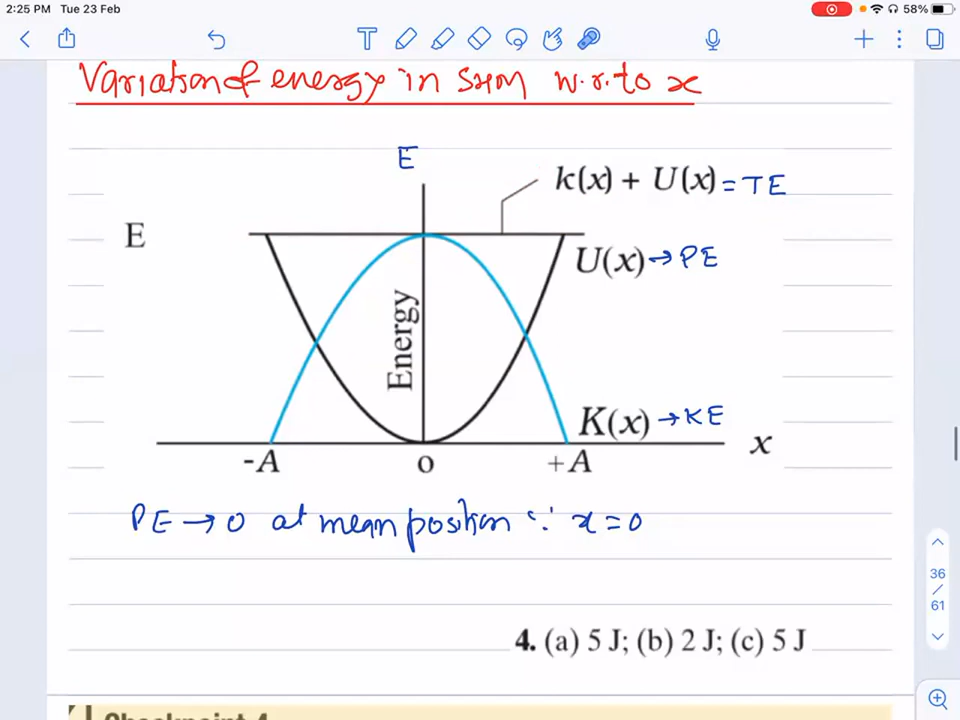 2:25 PM Tue 23 Feb
58%
Variation of energy in SHM w.r.to x
E
k(x) + U(x) = TE
E
U(x) → PE
Energy
K(x) → KE
x
-A
o
+A
PE → 0 at mean position ∵ x = 0
36
/
61
4. (a) 5 J; (b) 2 J; (c) 5 J
Checkpoint 4